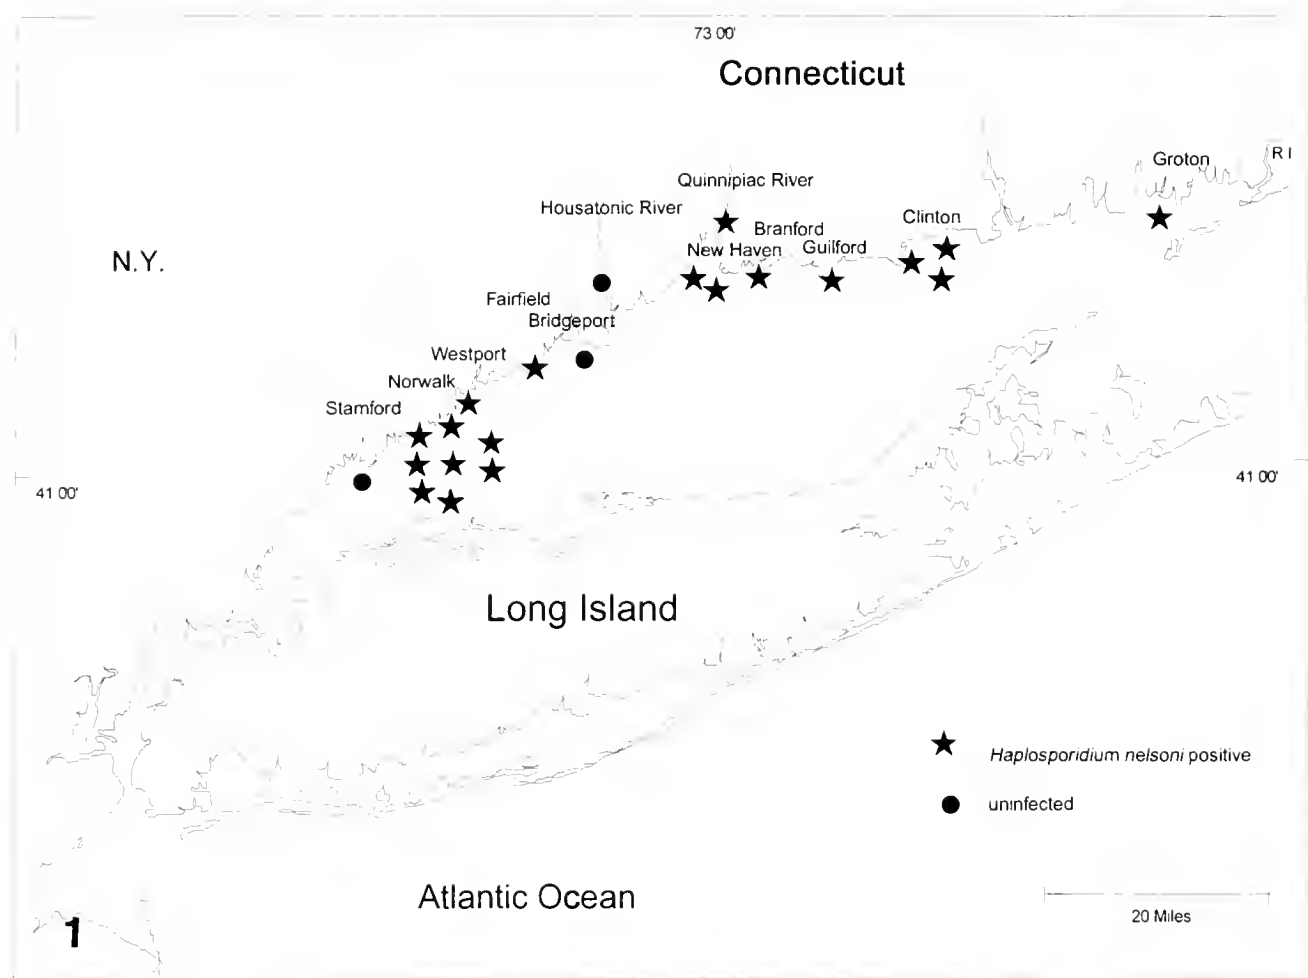 73 00'
Connecticut
Groton
R I
Quinnipiac River
Housatonic River
Clinton
Branford
New Haven
Guilford
N.Y.
Fairfield
Bridgeport
Westport
Norwalk
Stamford
41 00'
41 00'
Long Island
Haplosporidium nelsoni positive
uninfected
Atlantic Ocean
20 Miles
1